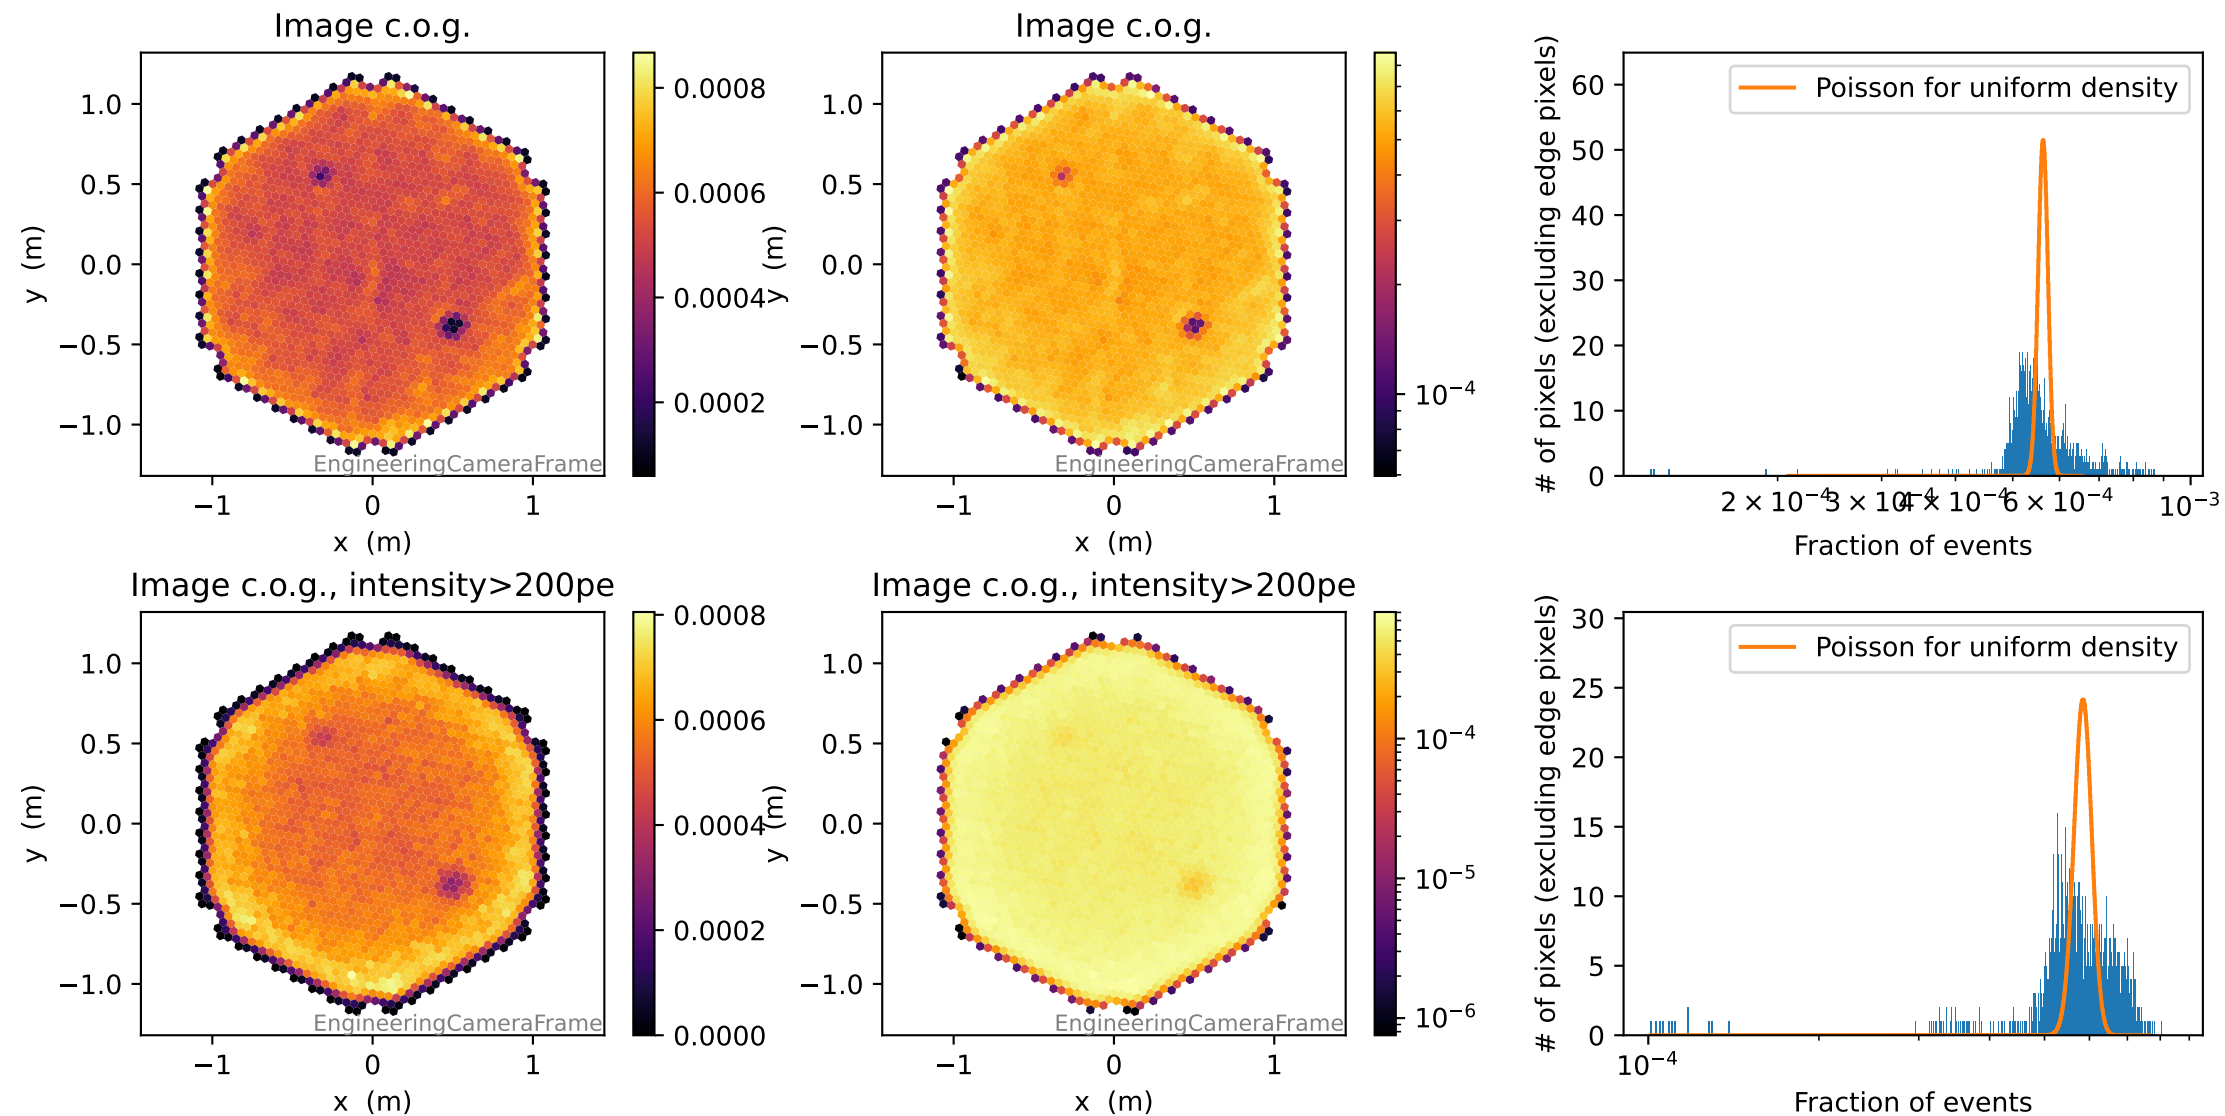 Image c.o.g.
1.0
0.5
0.0
−0.5
−1.0
y (m)
−1
0
1
x (m)
EngineeringCameraFrame
0.0008
0.0006
0.0004
0.0002
Image c.o.g.
1.0
0.5
0.0
−0.5
−1.0
y (m)
−1
0
1
x (m)
EngineeringCameraFrame
10⁻⁴
# of pixels (excluding edge pixels)
60
50
40
30
20
10
0
Poisson for uniform density
2 × 10⁻⁴
3 × 10⁻⁴
4 × 10⁻⁴
6 × 10⁻⁴
10⁻³
Fraction of events
Image c.o.g., intensity>200pe
1.0
0.5
0.0
−0.5
−1.0
y (m)
−1
0
1
x (m)
EngineeringCameraFrame
0.0008
0.0006
0.0004
0.0002
0.0000
Image c.o.g., intensity>200pe
1.0
0.5
0.0
−0.5
−1.0
y (m)
−1
0
1
x (m)
EngineeringCameraFrame
10⁻⁴
10⁻⁵
10⁻⁶
# of pixels (excluding edge pixels)
30
25
20
15
10
5
0
Poisson for uniform density
10⁻⁴
Fraction of events